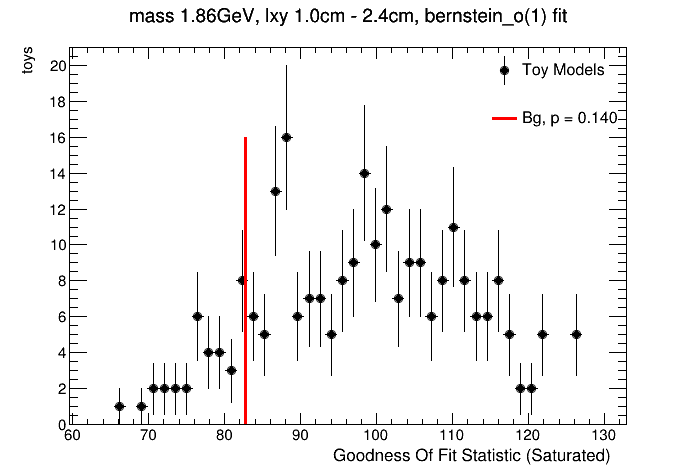 mass 1.86GeV, lxy 1.0cm - 2.4cm, bernstein_o(1) fit
toys
Toy Models
Bg, p = 0.140
20
18
16
14
12
10
8
6
4
2
0
60 70 80 90 100 110 120 130
Goodness Of Fit Statistic (Saturated)